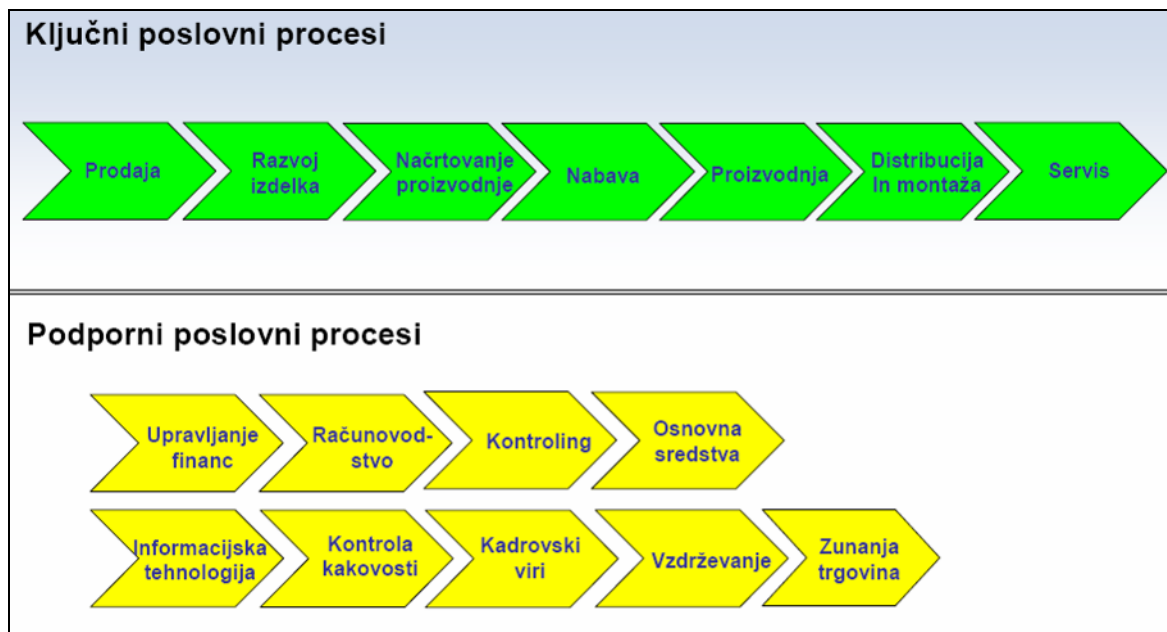 Ključni poslovni procesi
Prodaja
Razvoj
izdelka
Načrtovanje
proizvodnje
Nabava
Proizvodnja
Distribucija
In montaža
Servis
Podporni poslovni procesi
Upravljanje
financ
Računovod-
stvo
Kontroling
Osnovna
sredstva
Informacijska
tehnologija
Kontrola
kakovosti
Kadrovski
viri
Vzdrževanje
Zunanja
trgovina